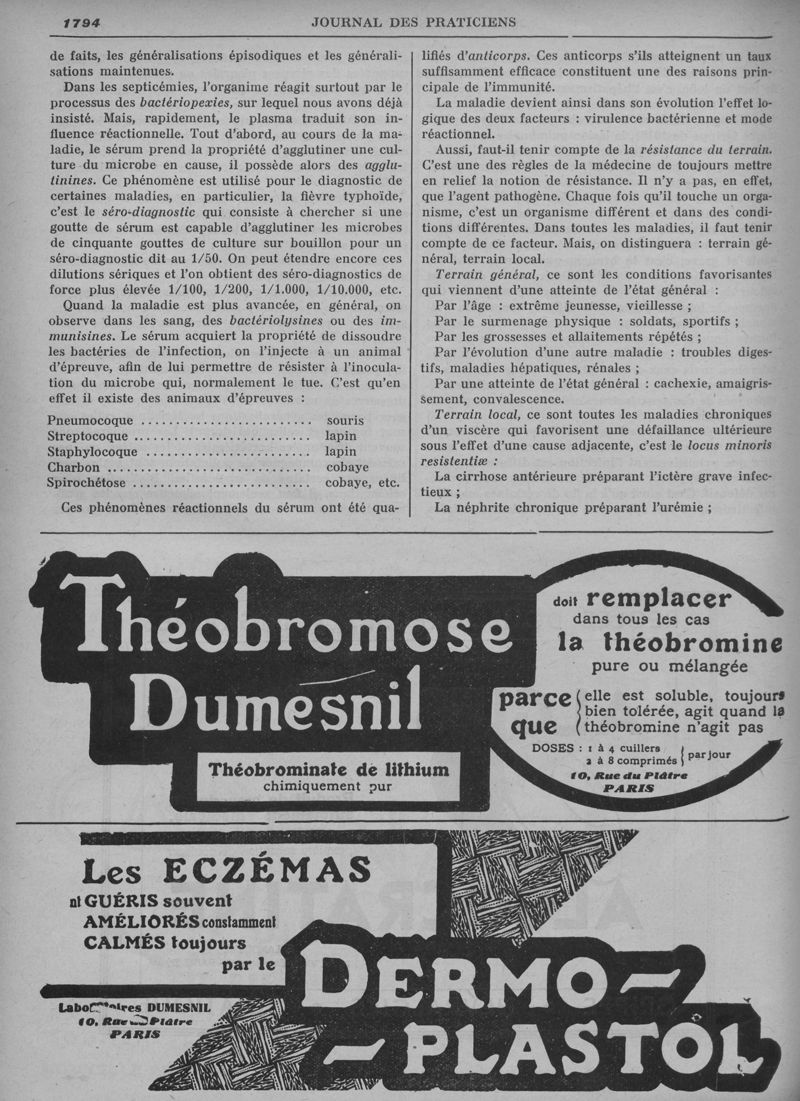 1794
JOURNAL DES PRATICIENS
de faits, les généralisations épisodiques et les générali-
sations maintenues.
Dans les septicémies, l'organime réagit surtout par le
processus des bactériopexies, sur lequel nous avons déjà
insisté. Mais, rapidement, le plasma traduit son in-
fluence réactionnelle. Tout d'abord, au cours de la ma-
ladie, le sérum prend la propriété d'agglutiner une cul-
ture du microbe en cause, il possède alors des agglu-
tinines. Ce phénomène est utilisé pour le diagnostic de
certaines maladies, en particulier, la fièvre typhoïde,
c'est le séro-diagnostic qui consiste à chercher si une
goutte de sérum est capable d'agglutiner les microbes
de cinquante gouttes de culture sur bouillon pour un
séro-diagnostic dit au 1/50. On peut étendre encore ces
dilutions sériques et l'on obtient des séro-diagnostics de
force plus élevée 1/100, 1/200, 1/1.000, 1/10.000, etc.
Quand la maladie est plus avancée, en général, on
observe dans les sang, des bactériolysines ou des im-
munisines. Le sérum acquiert la propriété de dissoudre
les bactéries de l'infection, on l'injecte à un animal
d'épreuve, afin de lui permettre de résister à l'inocula-
tion du microbe qui, normalement le tue. C'est qu'en
effet il existe des animaux d'épreuves :
Pneumocoque ......................... souris
Streptocoque .......................... lapin
Staphylocoque ........................ lapin
Charbon .............................. cobaye
Spirochétose .......................... cobaye, etc.
Ces phénomènes réactionnels du sérum ont été qua-
lifiés d'anticorps. Ces anticorps s'ils atteignent un taux
suffisamment efficace constituent une des raisons prin-
cipale de l'immunité.
La maladie devient ainsi dans son évolution l'effet lo-
gique des deux facteurs : virulence bactérienne et mode
réactionnel.
Aussi, faut-il tenir compte de la résistance du terrain.
C'est une des règles de la médecine de toujours mettre
en relief la notion de résistance. Il n'y a pas, en effet,
que l'agent pathogène. Chaque fois qu'il touche un orga-
nisme, c'est un organisme différent et dans des condi-
tions différentes. Dans toutes les maladies, il faut tenir
compte de ce facteur. Mais, on distinguera : terrain gé-
néral, terrain local.
Terrain général, ce sont les conditions favorisantes
qui viennent d'une atteinte de l'état général :
Par l'âge : extrême jeunesse, vieillesse ;
Par le surmenage physique : soldats, sportifs ;
Par les grossesses et allaitements répétés ;
Par l'évolution d'une autre maladie : troubles diges-
tifs, maladies hépatiques, rénales ;
Par une atteinte de l'état général : cachexie, amaigris-
sement, convalescence.
Terrain local, ce sont toutes les maladies chroniques
d'un viscère qui favorisent une défaillance ultérieure
sous l'effet d'une cause adjacente, c'est le locus minoris
resistentiæ :
La cirrhose antérieure préparant l'ictère grave infec-
tieux ;
La néphrite chronique préparant l'urémie ;
Théobromose
Dumesnil
Théobrominate de lithium
chimiquement pur
doit remplacer
dans tous les cas
la théobromine
pure ou mélangée
parce que
elle est soluble, toujours
bien tolérée, agit quand la
théobromine n'agit pas
DOSES : 1 à 4 cuillers
2 à 8 comprimés
par jour
10, Rue du Plâtre
PARIS
Les ECZÉMAS
nt GUÉRIS souvent
AMÉLIORÉS constamment
CALMÉS toujours
par le
DERMO-
-PLASTOL
DUMESNIL
10, Rue Plâtre
PARIS